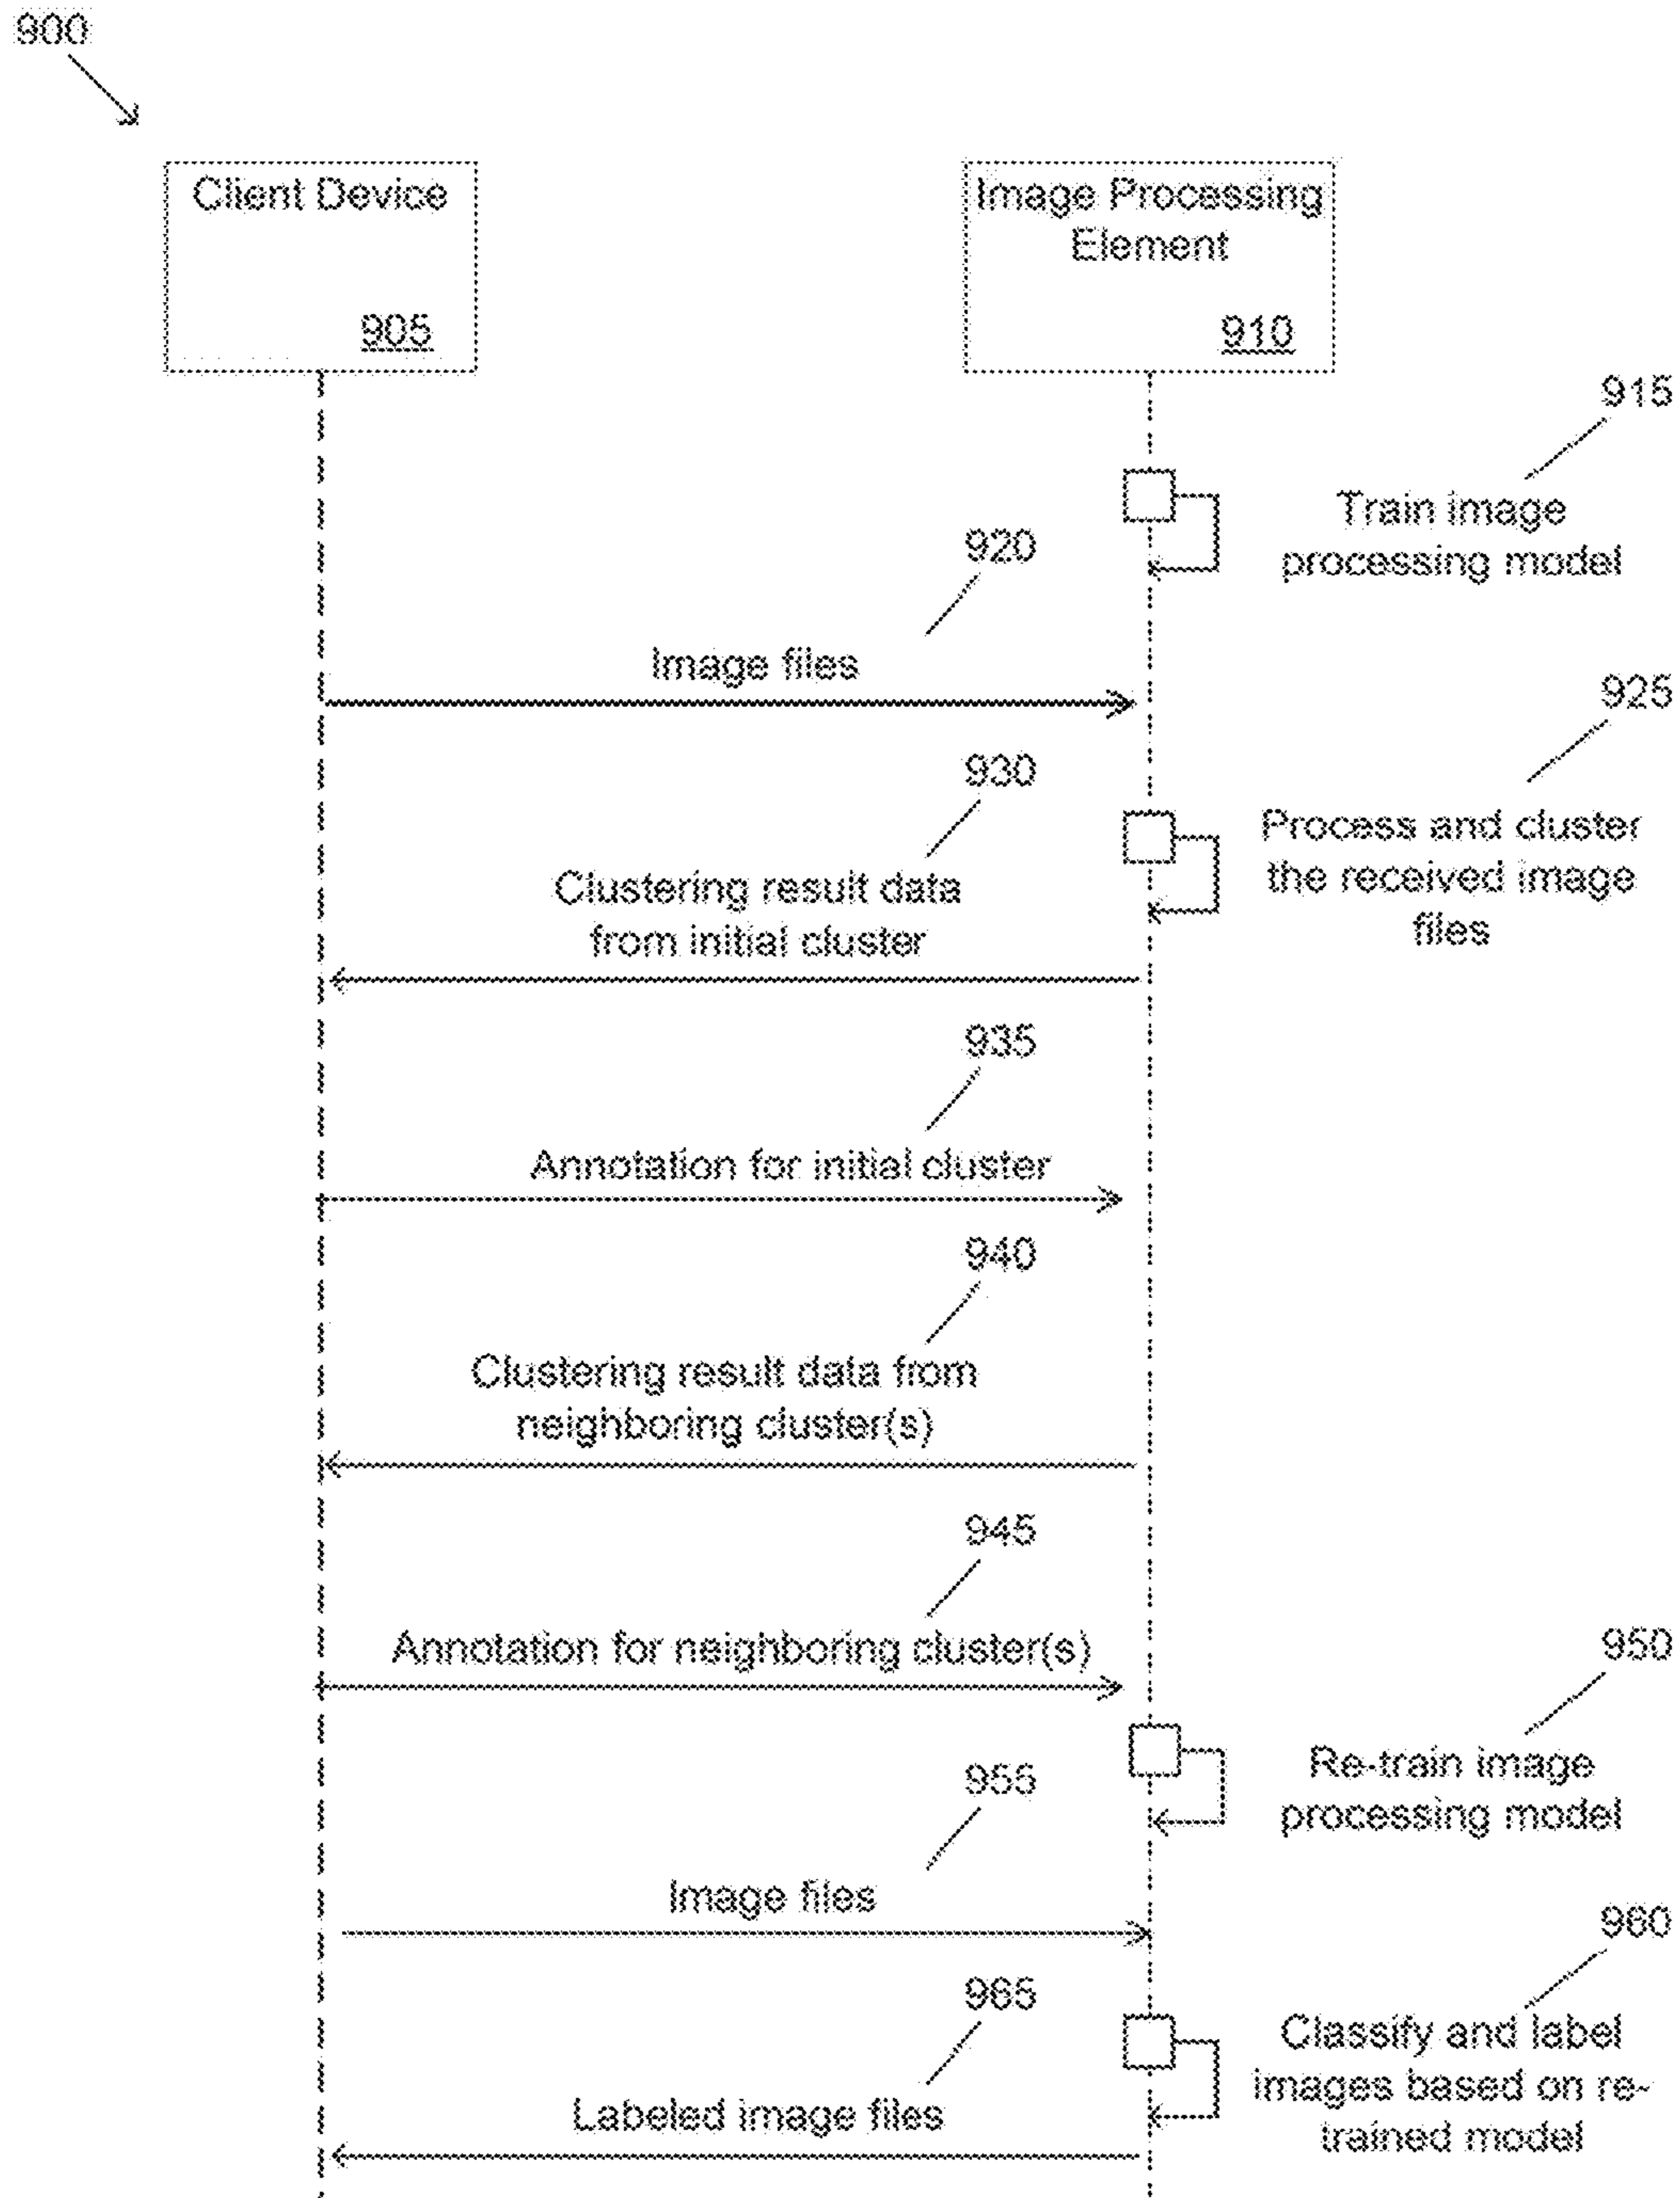 900
Client Device
905
Image Processing
Element
910
915
Train image
processing model
920
Image files
925
Process and cluster
the received image
files
930
Clustering result data
from initial cluster
935
Annotation for initial cluster
940
Clustering result data from
neighboring cluster(s)
945
Annotation for neighboring cluster(s)
950
Re-train image
processing model
955
Image files
960
Classify and label
images based on re-
trained model
965
Labeled image files